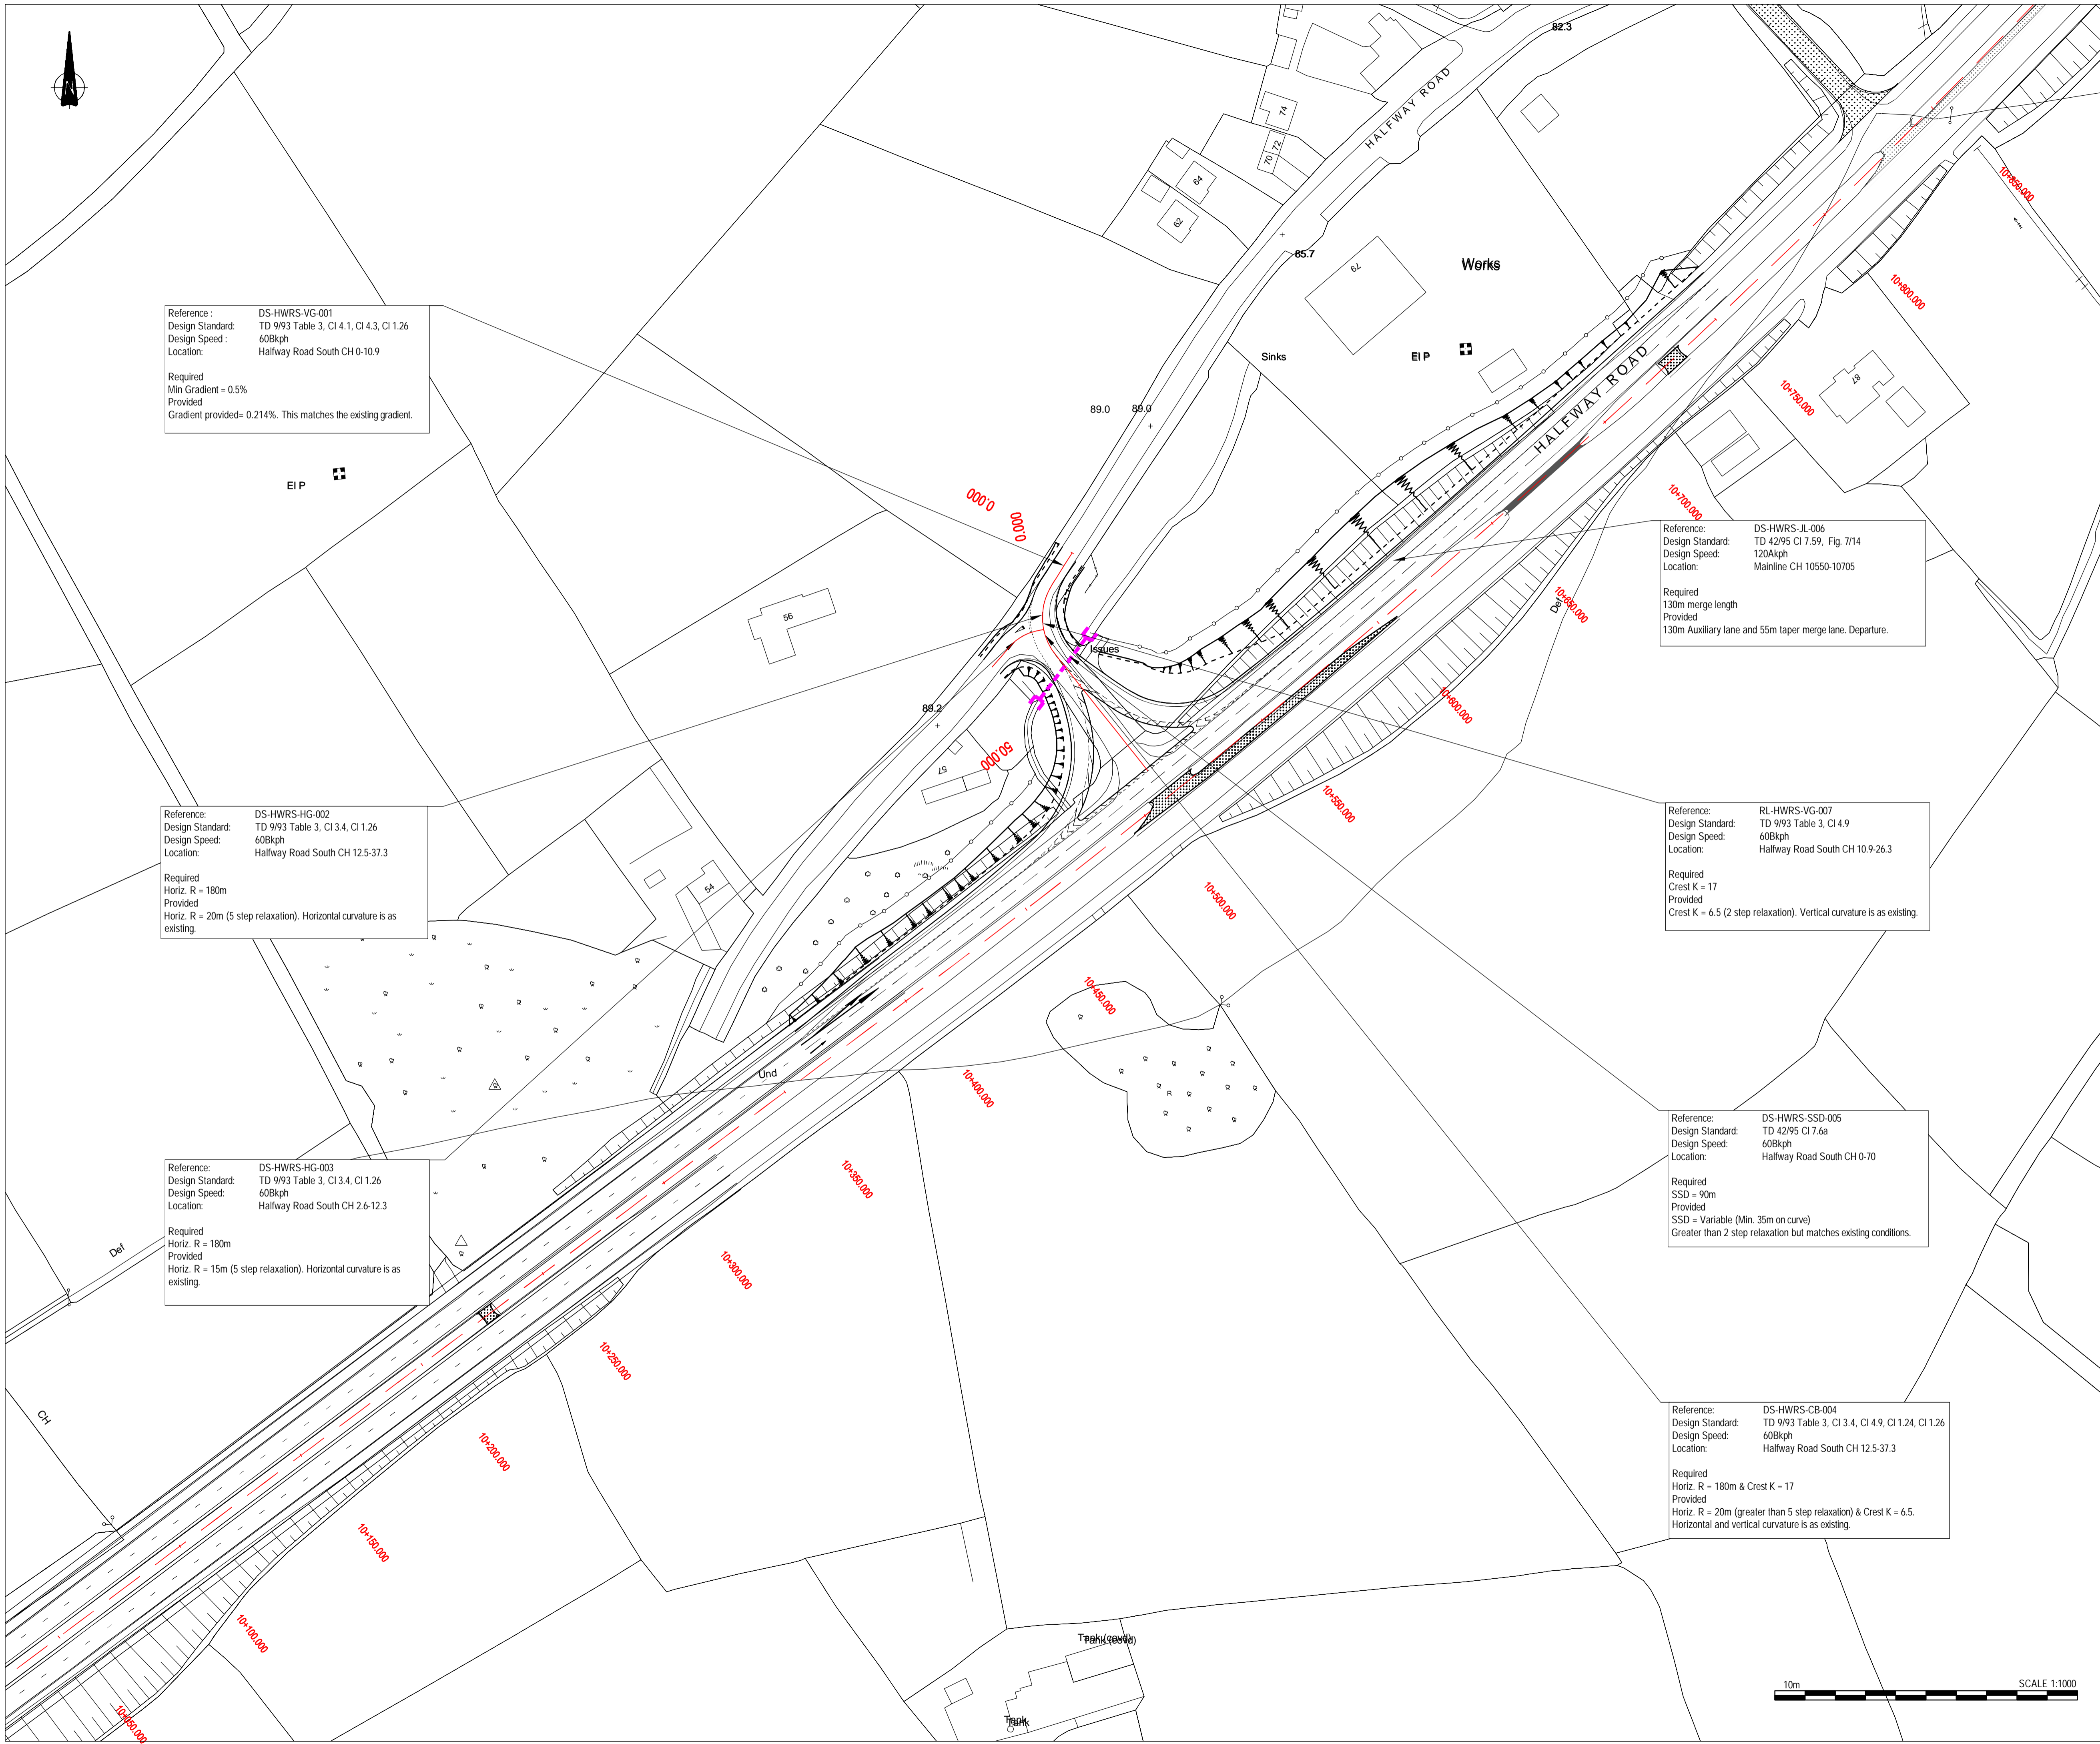 N
82.3
HALFWAY ROAD
74
72
70
64
62
85.7
79
Works
Works
10+850.000
Reference : DS-HWRS-VG-001
Design Standard: TD 9/93 Table 3, Cl 4.1, Cl 4.3, Cl 1.26
Design Speed : 60Bkph
Location: Halfway Road South CH 0-10.9
Required
Min Gradient = 0.5%
Provided
Gradient provided= 0.214%. This matches the existing gradient.
10+800.000
Sinks
El P
HALFWAY ROAD
87
10+750.000
89.0
89.0
El P
0.000
0.000
10+700.000
Reference: DS-HWRS-JL-006
Design Standard: TD 42/95 Cl 7.59, Fig. 7/14
Design Speed: 120Akph
Location: Mainline CH 10550-10705
Required
130m merge length
Provided
130m Auxiliary lane and 55m taper merge lane. Departure.
10+650.000
Def
56
Issues
89.2
10+600.000
50.000
57
10+550.000
Reference: DS-HWRS-HG-002
Design Standard: TD 9/93 Table 3, Cl 3.4, Cl 1.26
Design Speed: 60Bkph
Location: Halfway Road South CH 12.5-37.3
Required
Horiz. R = 180m
Provided
Horiz. R = 20m (5 step relaxation). Horizontal curvature is as
existing.
Reference: RL-HWRS-VG-007
Design Standard: TD 9/93 Table 3, Cl 4.9
Design Speed: 60Bkph
Location: Halfway Road South CH 10.9-26.3
Required
Crest K = 17
Provided
Crest K = 6.5 (2 step relaxation). Vertical curvature is as existing.
54
10+500.000
10+450.000
Und
10+400.000
R
Reference: DS-HWRS-SSD-005
Design Standard: TD 42/95 Cl 7.6a
Design Speed: 60Bkph
Location: Halfway Road South CH 0-70
Required
SSD = 90m
Provided
SSD = Variable (Min. 35m on curve)
Greater than 2 step relaxation but matches existing conditions.
Reference: DS-HWRS-HG-003
Design Standard: TD 9/93 Table 3, Cl 3.4, Cl 1.26
Design Speed: 60Bkph
Location: Halfway Road South CH 2.6-12.3
Required
Horiz. R = 180m
Provided
Horiz. R = 15m (5 step relaxation). Horizontal curvature is as
existing.
10+350.000
Def
10+300.000
10+250.000
CH
10+200.000
Reference: DS-HWRS-CB-004
Design Standard: TD 9/93 Table 3, Cl 3.4, Cl 4.9, Cl 1.24, Cl 1.26
Design Speed: 60Bkph
Location: Halfway Road South CH 12.5-37.3
Required
Horiz. R = 180m & Crest K = 17
Provided
Horiz. R = 20m (greater than 5 step relaxation) & Crest K = 6.5.
Horizontal and vertical curvature is as existing.
10+150.000
10+100.000
10+050.000
Tank (covd)
Tank (covd)
Tank
Tank
10m
SCALE 1:1000